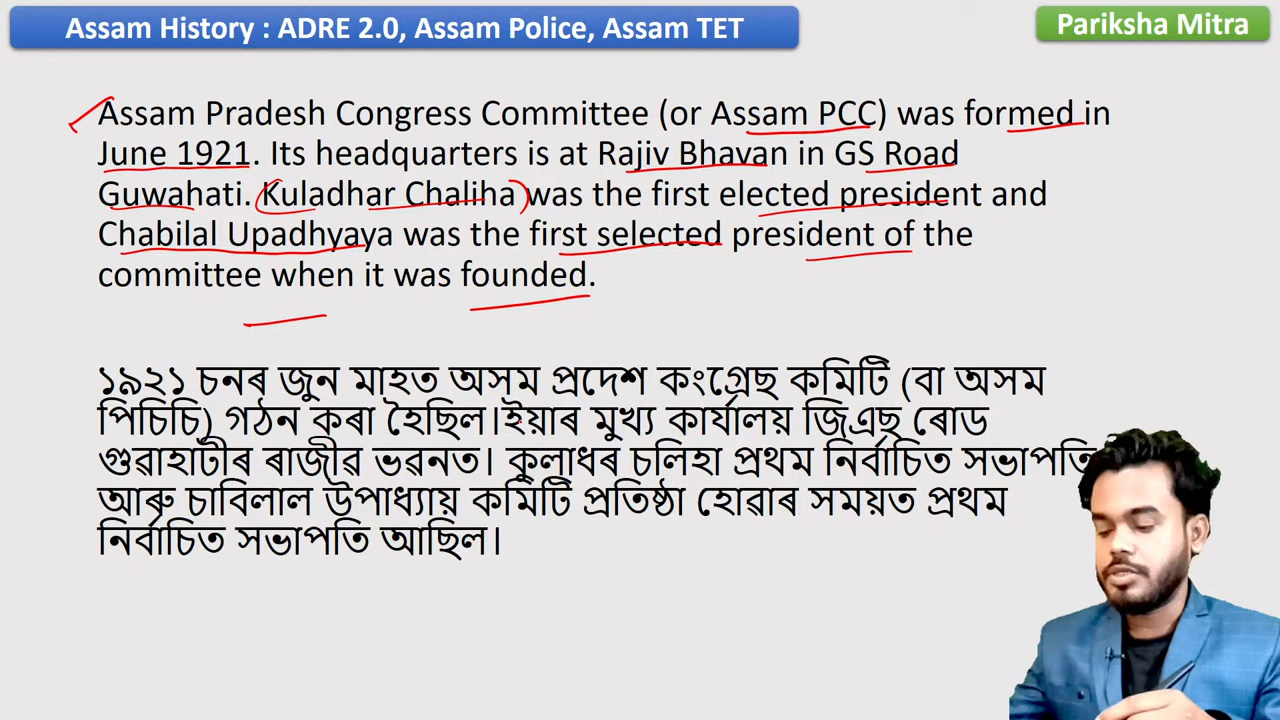 Assam History : ADRE 2.0, Assam Police, Assam TET
Pariksha Mitra
Assam Pradesh Congress Committee (or Assam PCC) was formed in
June 1921. Its headquarters is at Rajiv Bhavan in GS Road
Guwahati. Kuladhar Chaliha was the first elected president and
Chabilal Upadhyaya was the first selected president of the
committee when it was founded.
১৯২১ চনৰ জুন মাহত অসম প্ৰদেশ কংগ্ৰেছ কমিটি (বা অসম
পিচিচি) গঠন কৰা হৈছিল।ইয়াৰ মুখ্য কাৰ্যালয় জিএছ ৰোড
গুৱাহাটীৰ ৰাজীৱ ভৱনত। কুলাধৰ চলিহা প্ৰথম নিৰ্বাচিত সভাপতি
আৰু চাবিলাল উপাধ্যায় কমিটি প্ৰতিষ্ঠা হোৱাৰ সময়ত প্ৰথম
নিৰ্বাচিত সভাপতি আছিল।